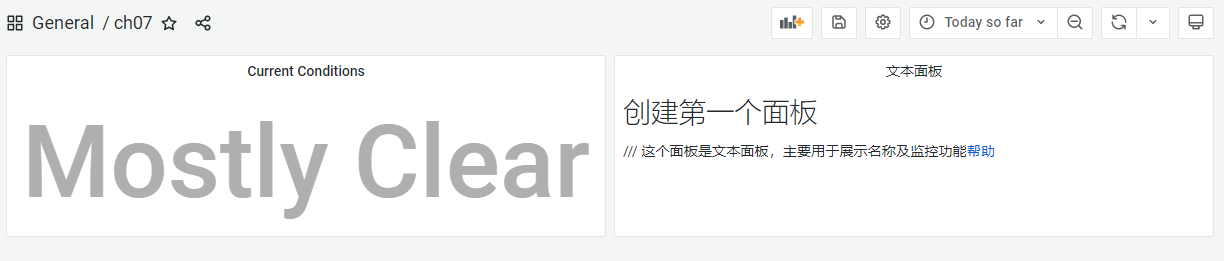 General / ch07
Today so far
Current Conditions
Mostly Clear
文本面板
创建第一个面板
/// 这个面板是文本面板，主要用于展示名称及监控功能帮助